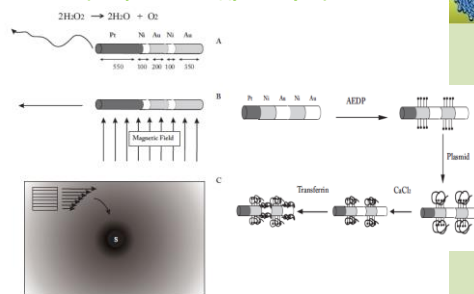 2H2O2 → 2H2O + O2
Pt Ni Au Ni Au
A
550 100 200 100 350
B
Magnetic Field
Pt Ni Au Ni Au
AEDP
Plasmid
C
Transferrin
CaCl2
S